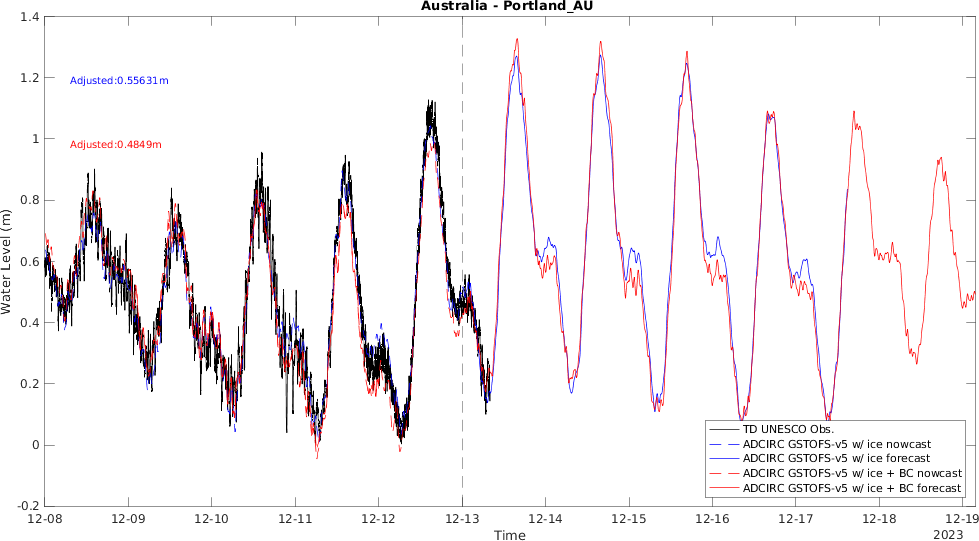 Australia - Portland_AU
1.4
1.2
1
0.8
0.6
0.4
0.2
0
-0.2
Water Level (m)
Adjusted:0.55631m
Adjusted:0.4849m
TD UNESCO Obs.
ADCIRC GSTOFS-v5 w/ ice nowcast
ADCIRC GSTOFS-v5 w/ ice forecast
ADCIRC GSTOFS-v5 w/ ice + BC nowcast
ADCIRC GSTOFS-v5 w/ ice + BC forecast
12-08 12-09 12-10 12-11 12-12 12-13 12-14 12-15 12-16 12-17 12-18 12-19
Time
2023